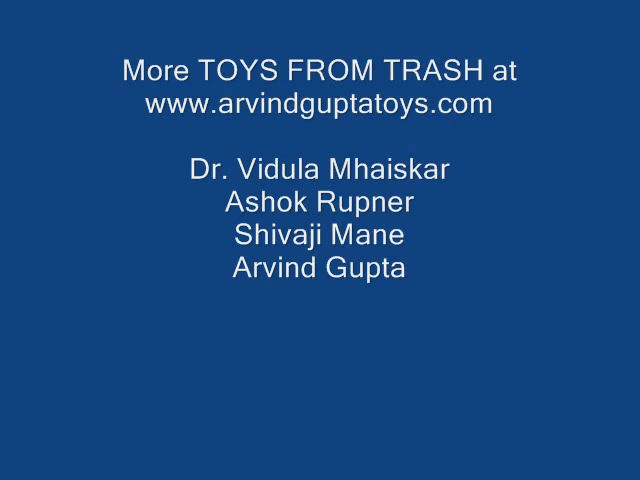 More TOYS FROM TRASH at
www.arvindguptatoys.com
Dr. Vidula Mhaiskar
Ashok Rupner
Shivaji Mane
Arvind Gupta